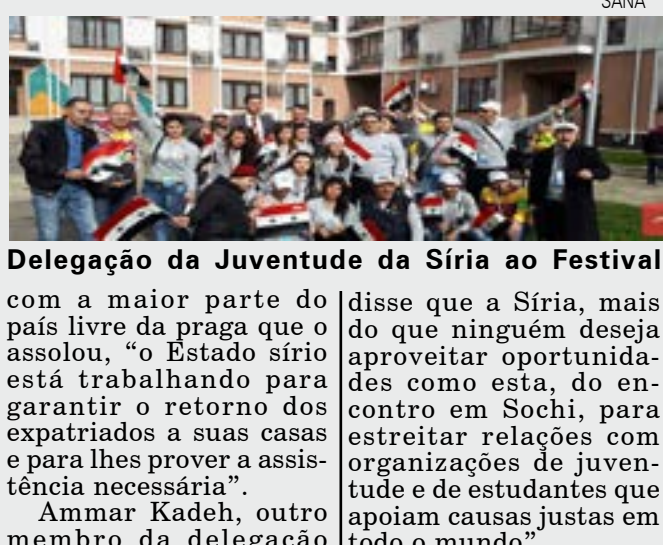 SANA
Delegação da Juventude da Síria ao Festival
com a maior parte do
país livre da praga que o
assolou, “o Estado sírio
está trabalhando para
garantir o retorno dos
expatriados a suas casas
e para lhes prover a assis-
tência necessária”.
Ammar Kadeh, outro
membro da delegação
disse que a Síria, mais
do que ninguém deseja
aproveitar oportunida-
des como esta, do en-
contro em Sochi, para
estreitar relações com
organizações de juven-
tude e de estudantes que
apoiam causas justas em
todo o mundo”